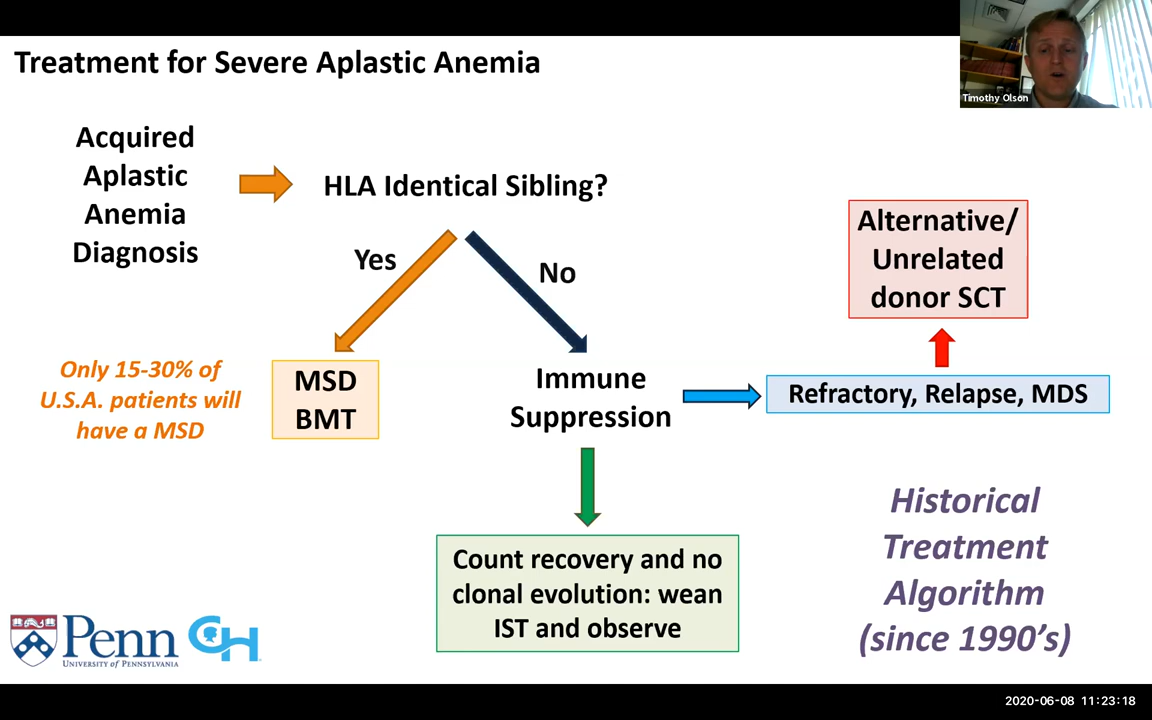 Treatment for Severe Aplastic Anemia
Timothy Olson
Acquired
Aplastic
Anemia
Diagnosis
HLA Identical Sibling?
Yes
No
Alternative/
Unrelated
donor SCT
Only 15-30% of
U.S.A. patients will
have a MSD
MSD
BMT
Immune
Suppression
Refractory, Relapse, MDS
Count recovery and no
clonal evolution: wean
IST and observe
Historical
Treatment
Algorithm
(since 1990’s)
Penn
UNIVERSITY OF PENNSYLVANIA
CH
2020-06-08 11:23:18